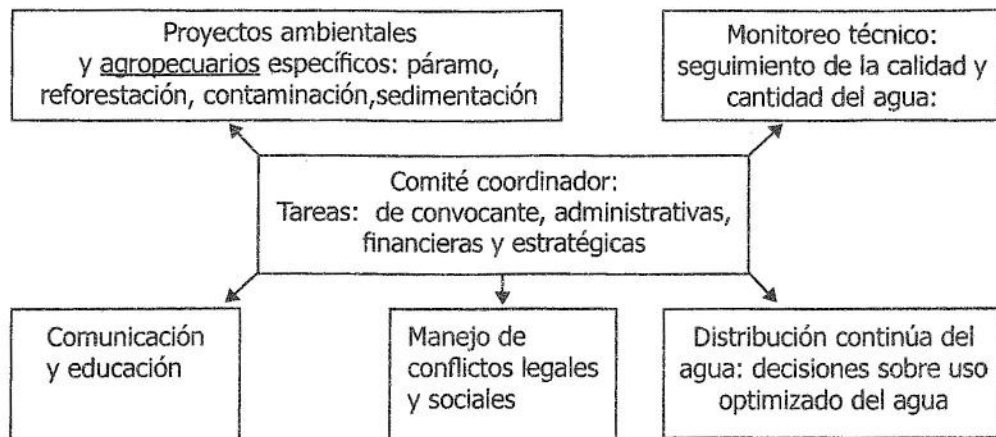 Proyectos ambientales
y agropecuarios específicos: páramo,
reforestación, contaminación,sedimentación
Monitoreo técnico:
seguimiento de la calidad y
cantidad del agua:
Comité coordinador:
Tareas: de convocante, administrativas,
financieras y estratégicas
Comunicación
y educación
Manejo de
conflictos legales
y sociales
Distribución continúa del
agua: decisiones sobre uso
optimizado del agua